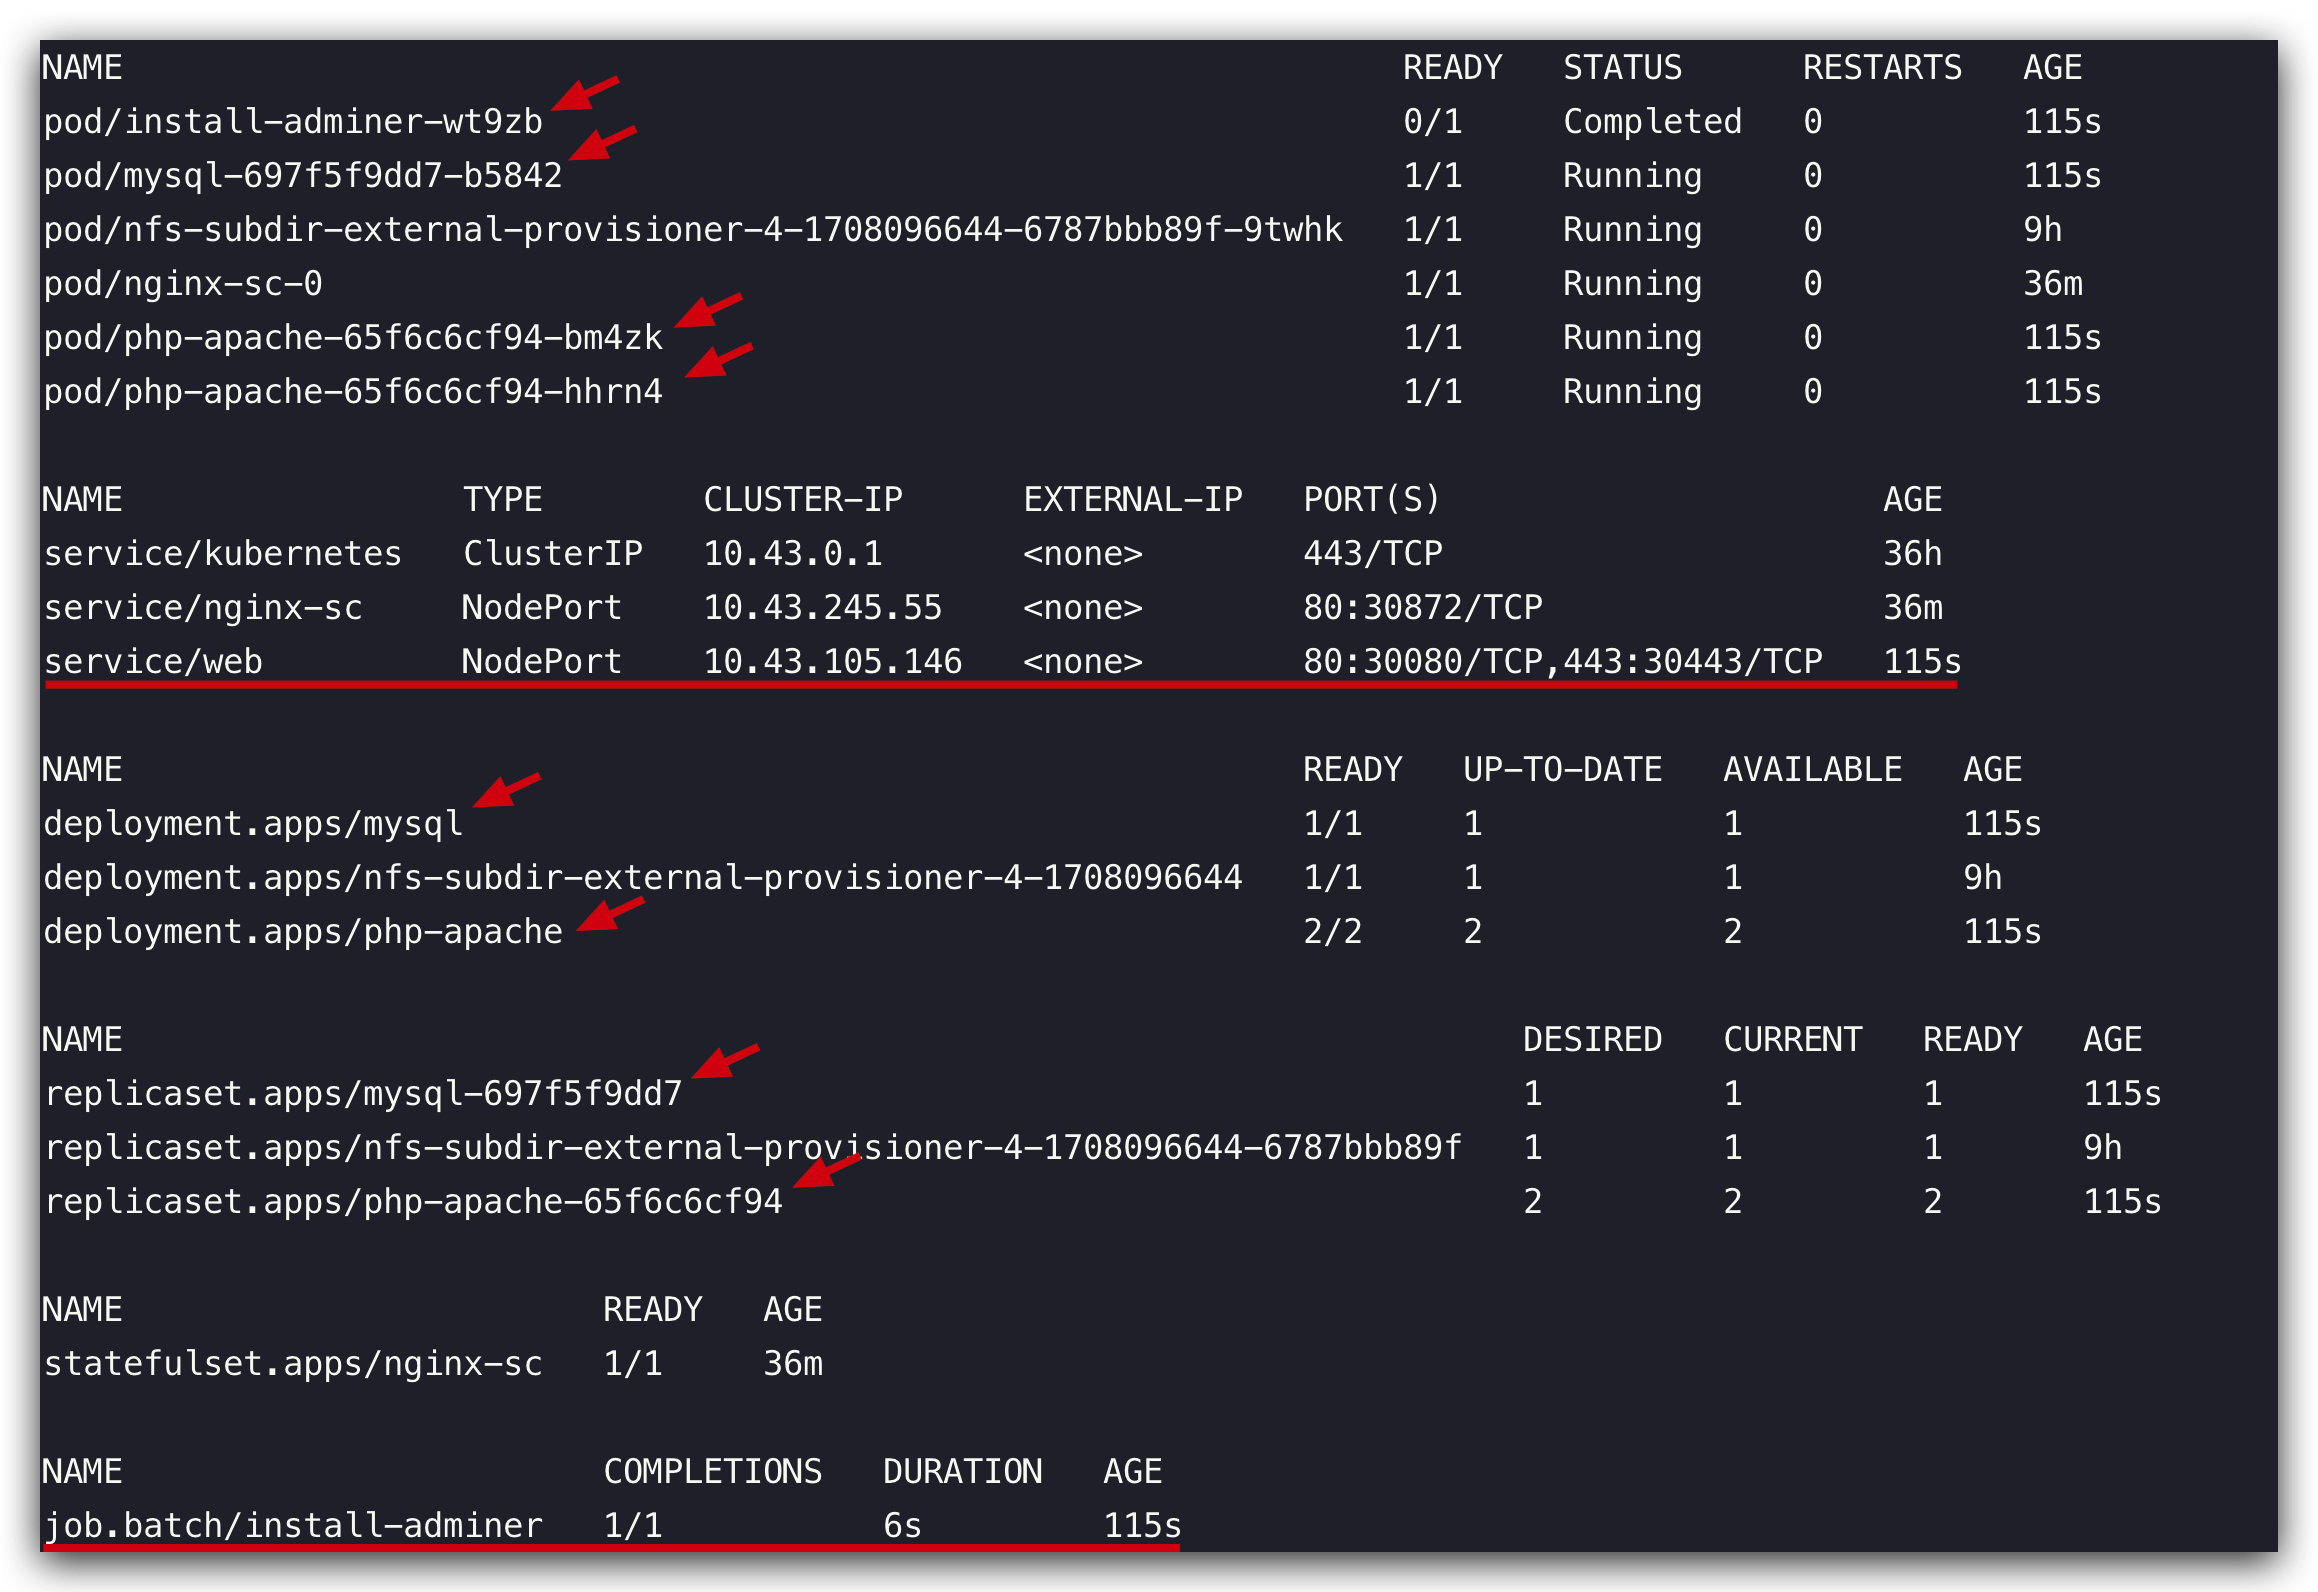 NAME READY STATUS RESTARTS AGE
pod/install-adminer-wt9zb 0/1 Completed 0 115s
pod/mysql-697f5f9dd7-b5842 1/1 Running 0 115s
pod/nfs-subdir-external-provisioner-4-1708096644-6787bbb89f-9twhk 1/1 Running 0 9h
pod/nginx-sc-0 1/1 Running 0 36m
pod/php-apache-65f6c6cf94-bm4zk 1/1 Running 0 115s
pod/php-apache-65f6c6cf94-hhrn4 1/1 Running 0 115s
NAME TYPE CLUSTER-IP EXTERNAL-IP PORT(S) AGE
service/kubernetes ClusterIP 10.43.0.1 <none> 443/TCP 36h
service/nginx-sc NodePort 10.43.245.55 <none> 80:30872/TCP 36m
service/web NodePort 10.43.105.146 <none> 80:30080/TCP,443:30443/TCP 115s
NAME READY UP-TO-DATE AVAILABLE AGE
deployment.apps/mysql 1/1 1 1 115s
deployment.apps/nfs-subdir-external-provisioner-4-1708096644 1/1 1 1 9h
deployment.apps/php-apache 2/2 2 2 115s
NAME DESIRED CURRENT READY AGE
replicaset.apps/mysql-697f5f9dd7 1 1 1 115s
replicaset.apps/nfs-subdir-external-provisioner-4-1708096644-6787bbb89f 1 1 1 9h
replicaset.apps/php-apache-65f6c6cf94 2 2 2 115s
NAME READY AGE
statefulset.apps/nginx-sc 1/1 36m
NAME COMPLETIONS DURATION AGE
job.batch/install-adminer 1/1 6s 115s